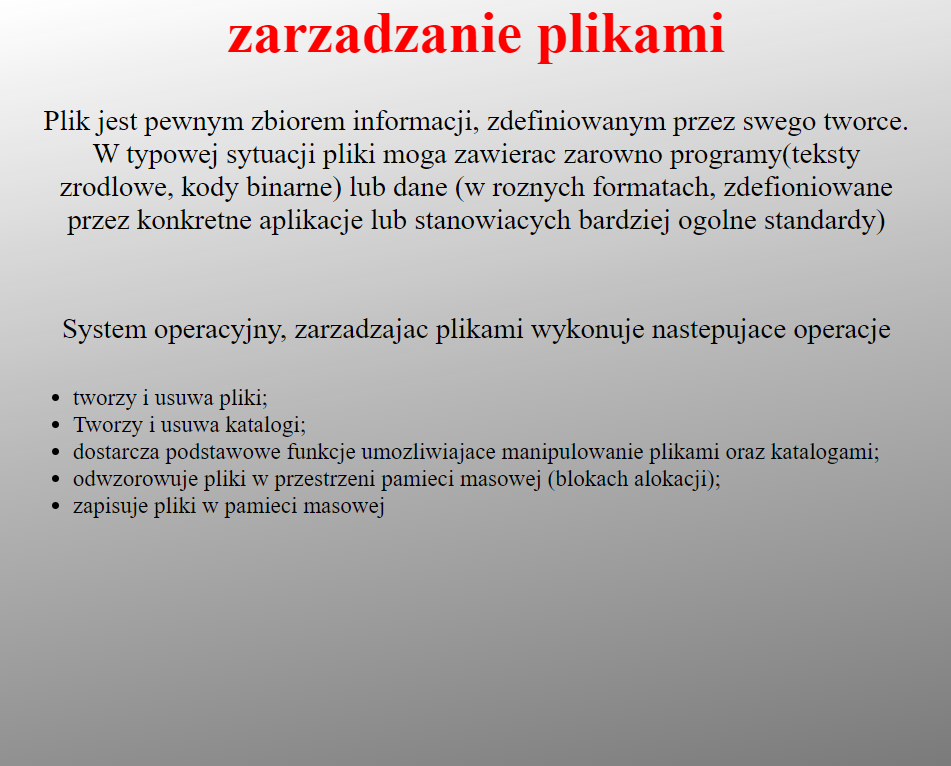 zarzadzanie plikami
Plik jest pewnym zbiorem informacji, zdefiniowanym przez swego tworce.
W typowej sytuacji pliki moga zawierac zarowno programy(teksty
zrodlowe, kody binarne) lub dane (w roznych formatach, zdefioniowane
przez konkretne aplikacje lub stanowiacych bardziej ogolne standardy)
System operacyjny, zarzadzajac plikami wykonuje nastepujace operacje
• tworzy i usuwa pliki;
• Tworzy i usuwa katalogi;
• dostarcza podstawowe funkcje umozliwiajace manipulowanie plikami oraz katalogami;
• odwzorowuje pliki w przestrzeni pamieci masowej (blokach alokacji);
• zapisuje pliki w pamieci masowej